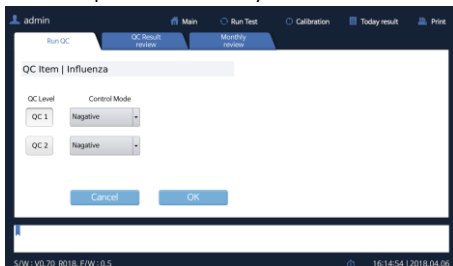 admin Main Run Test Calibration Today result Print
Run QC QC Result review Monthly review
QC Item | Influenza
QC Level Control Mode
QC 1 Nagative
QC 2 Nagative
Cancel OK
S/W : V0.70_R018, F/W : 0.5 16:14:54 | 2018.04.06